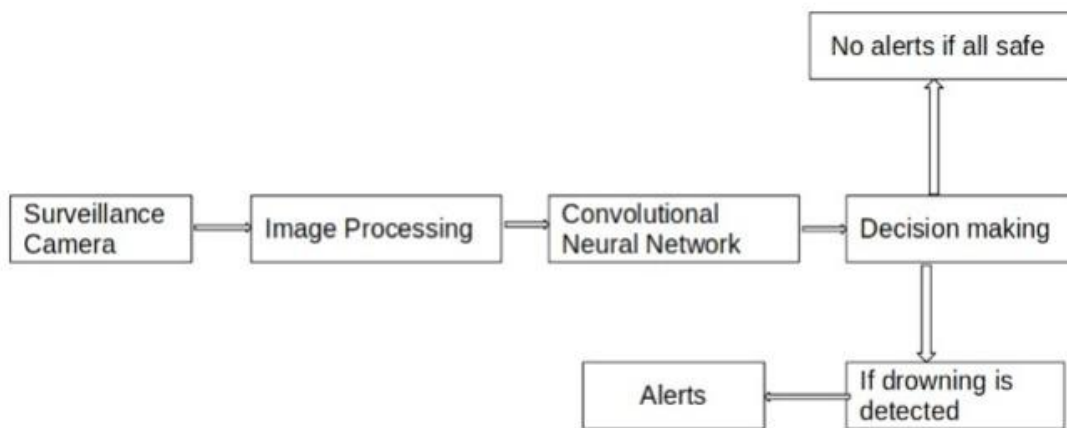 No alerts if all safe
Surveillance
Camera
Image Processing
Convolutional
Neural Network
Decision making
If drowning is
detected
Alerts